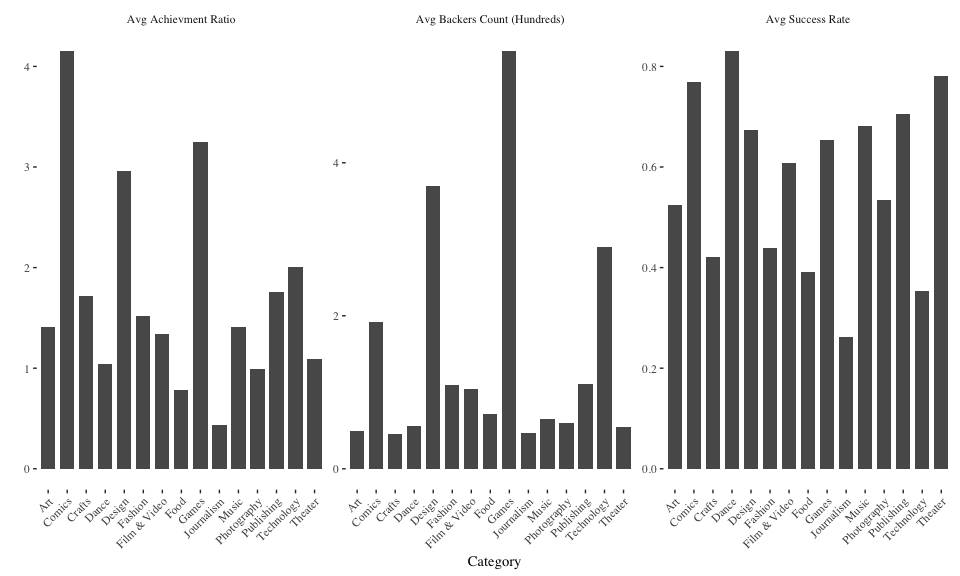 Avg Achievment Ratio
Avg Backers Count (Hundreds)
Avg Success Rate
4
3
2
1
0
4
2
0
0.8
0.6
0.4
0.2
0.0
Art
Comics
Crafts
Dance
Design
Fashion
Film & Video
Food
Games
Journalism
Music
Photography
Publishing
Technology
Theater
Art
Comics
Crafts
Dance
Design
Fashion
Film & Video
Food
Games
Journalism
Music
Photography
Publishing
Technology
Theater
Art
Comics
Crafts
Dance
Design
Fashion
Film & Video
Food
Games
Journalism
Music
Photography
Publishing
Technology
Theater
Category